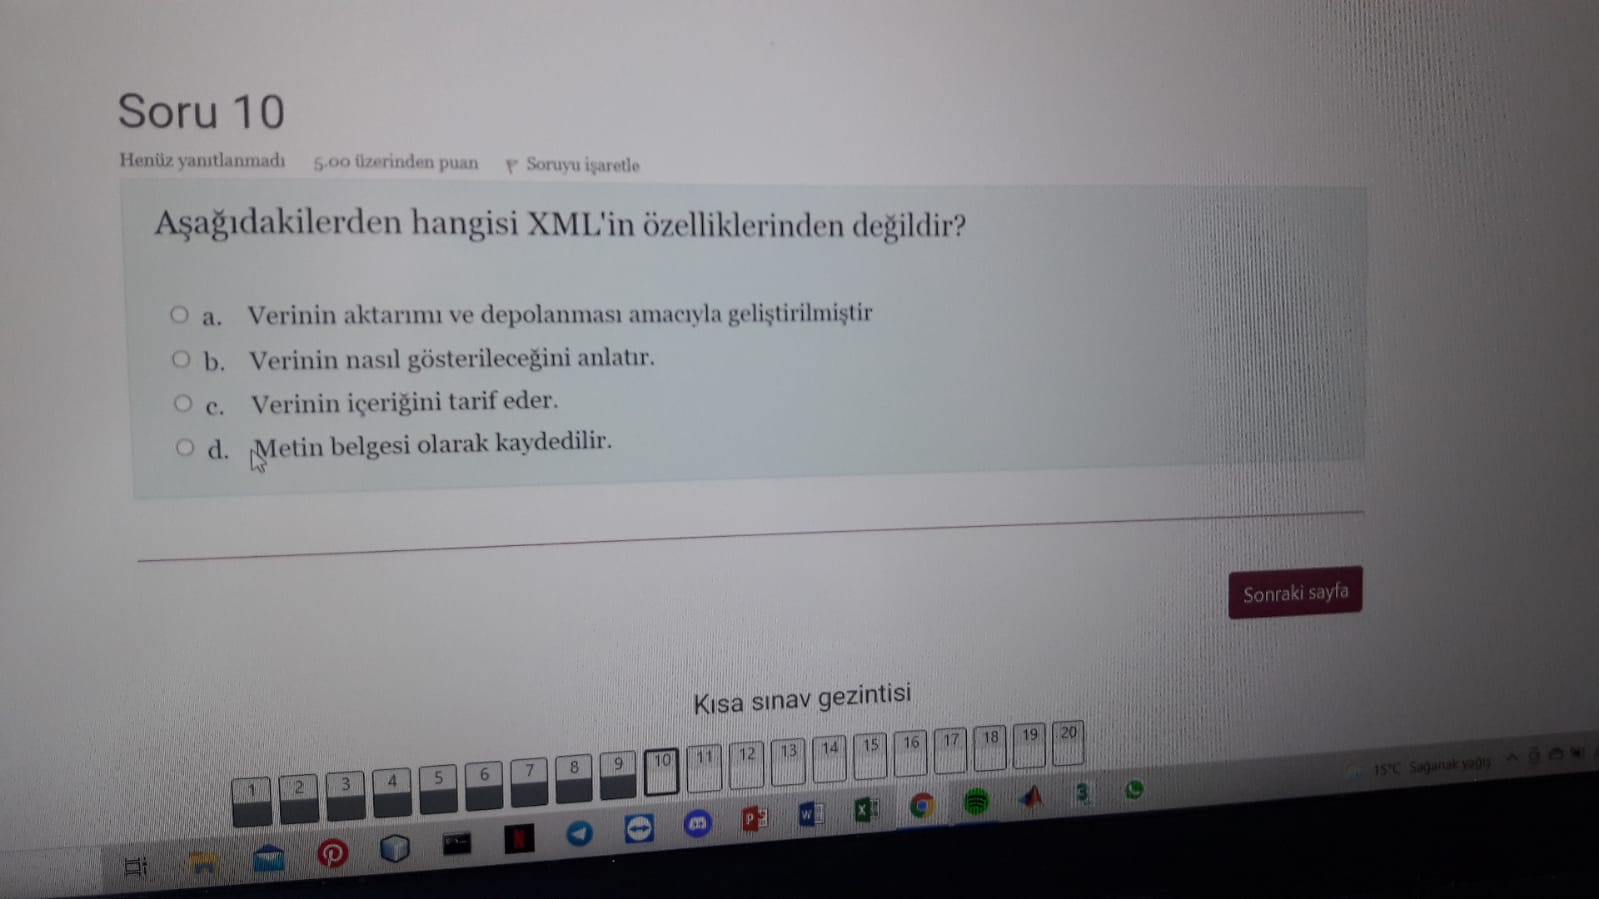 Soru 10
Henüz yanıtlanmadı 5.00 üzerinden puan Soruyu işaretle
Aşağıdakilerden hangisi XML'in özelliklerinden değildir?
a. Verinin aktarımı ve depolanması amacıyla geliştirilmiştir
b. Verinin nasıl gösterileceğini anlatır.
c. Verinin içeriğini tarif eder.
d. Metin belgesi olarak kaydedilir.
Sonraki sayfa
Kısa sınav gezintisi
1 2 3 4 5 6 7 8 9 10 11 12 13 14 15 16 17 18 19 20
15°C Sağanak yağış